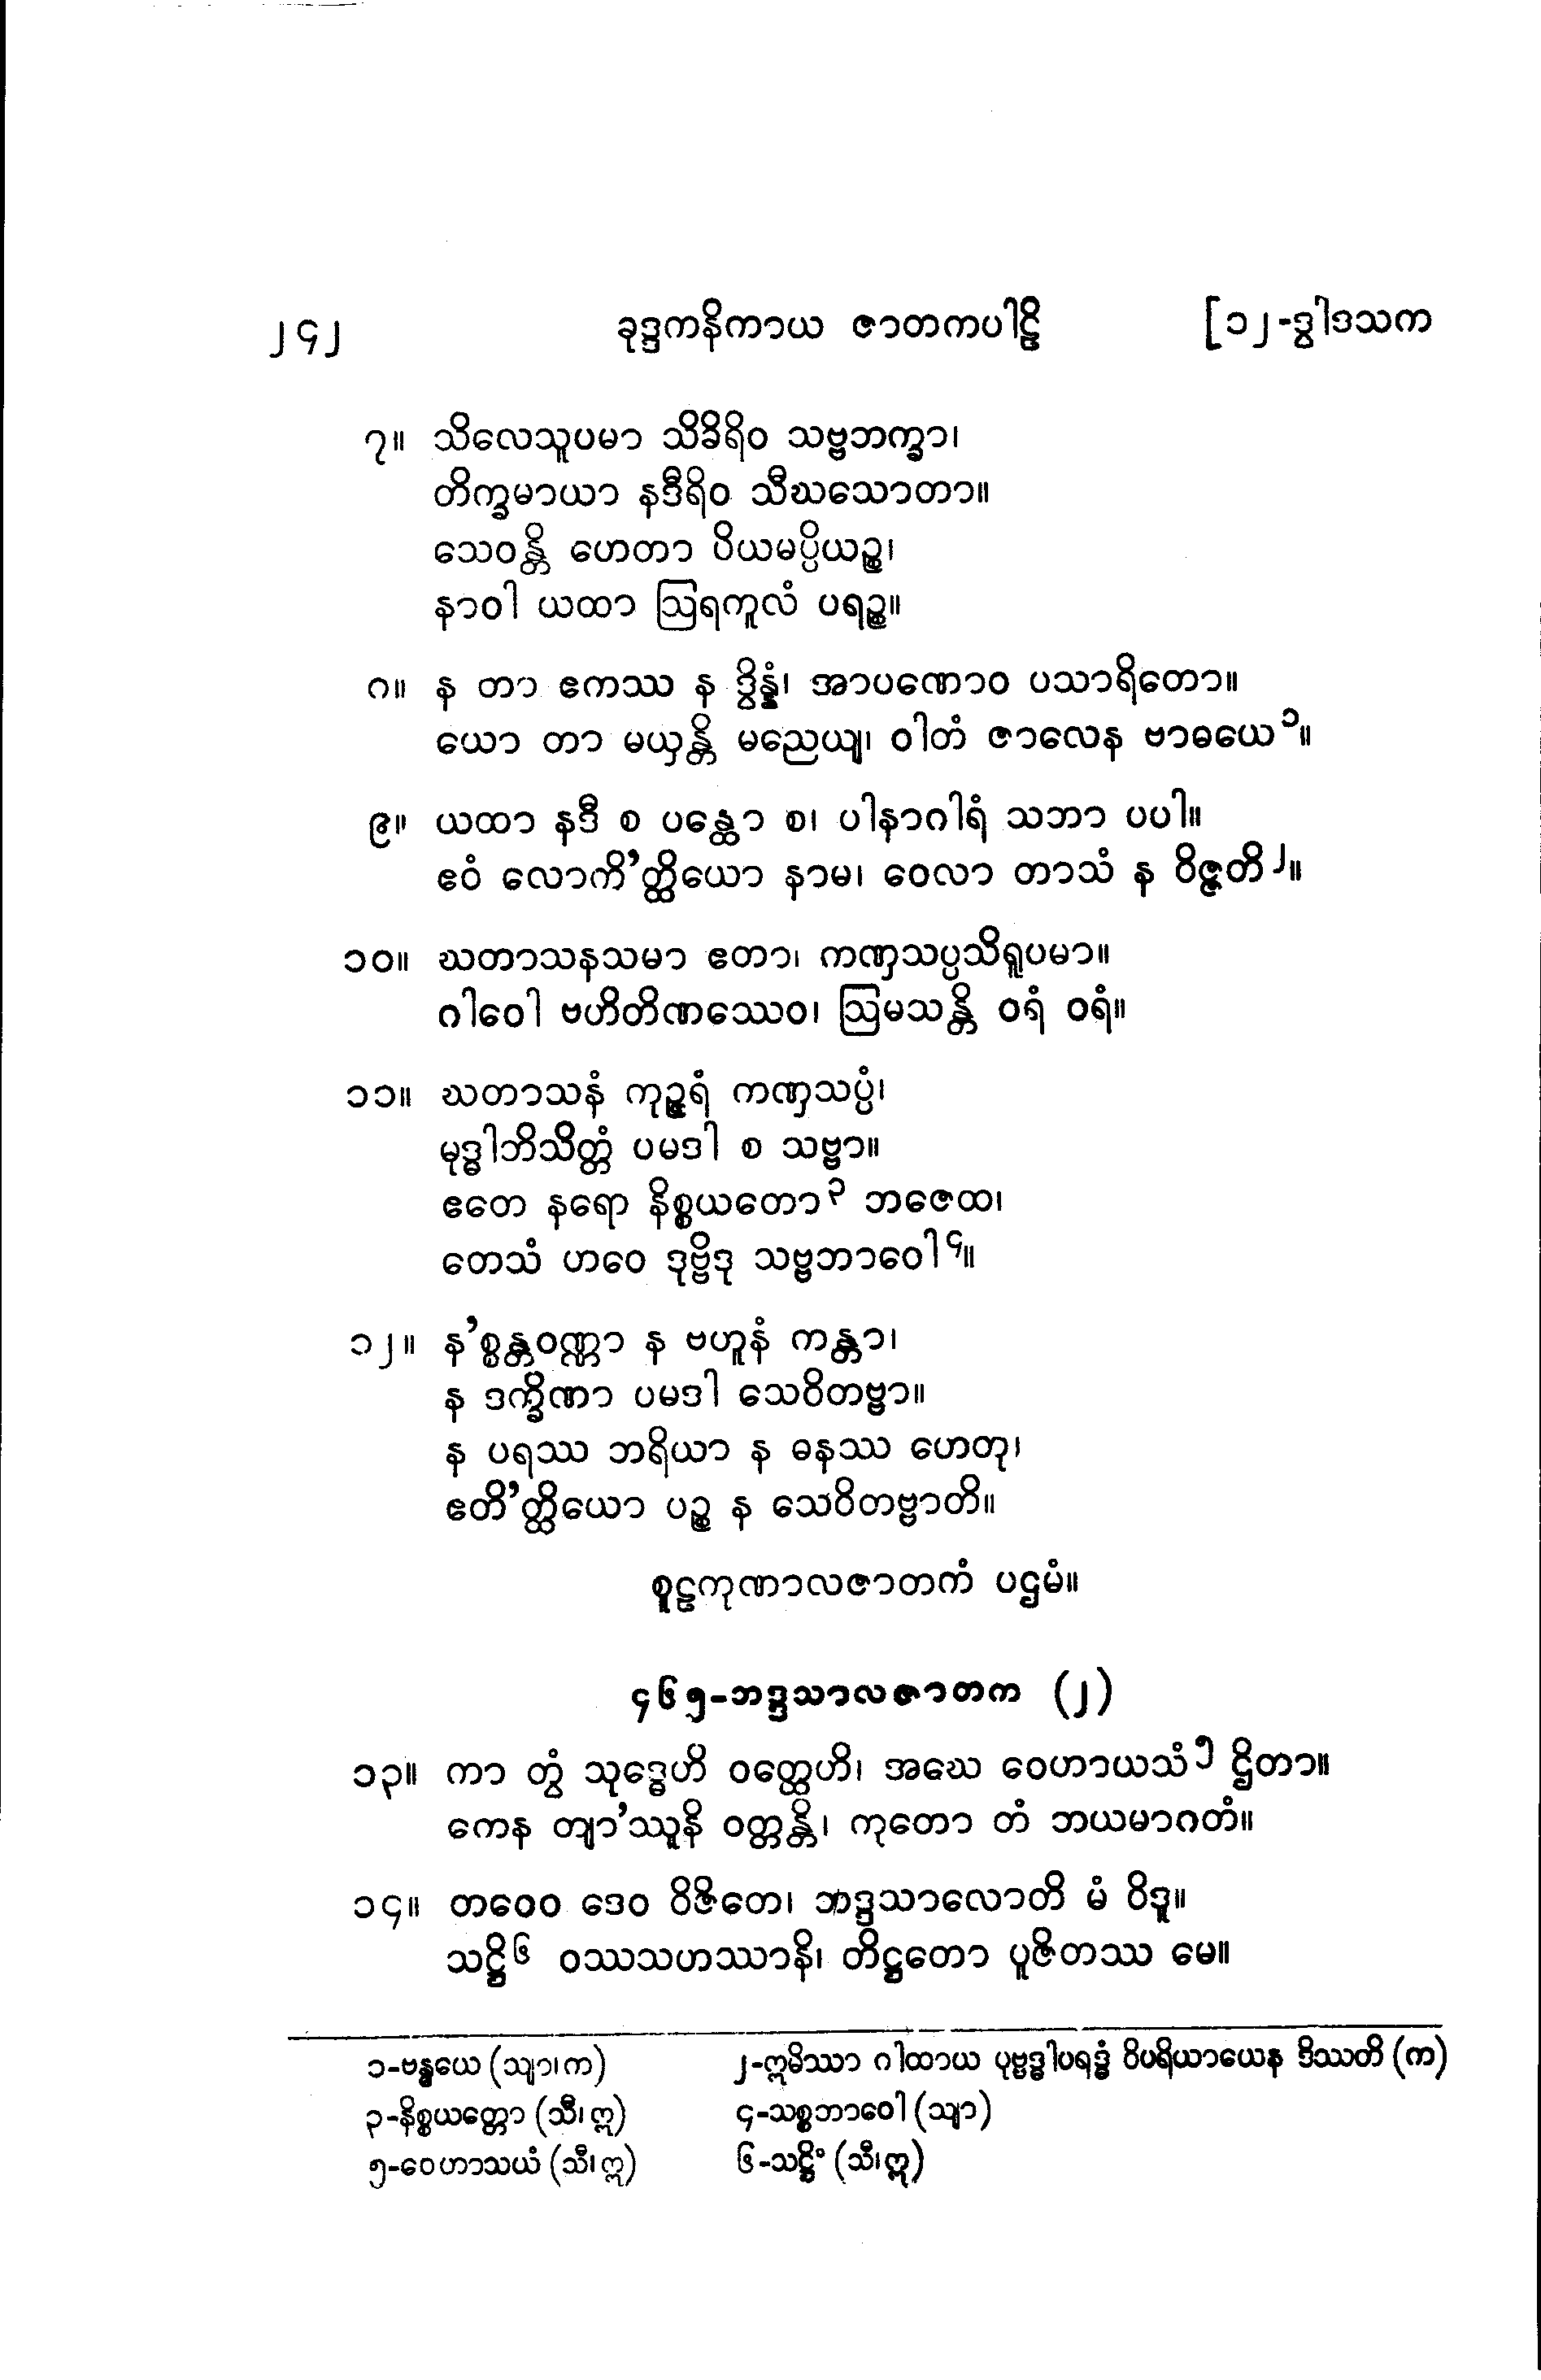 ၂၄၂ ခုဒ္ဒကနိကာယ ဇာတကပါဠိ [၁၂-ဒွါဒသက
၇။ သိလေသူပမာ သိခိရိဝ သဗ္ဗဘက္ခာ၊
တိက္ခမာယာ နဒီရိဝ သီဃသောတာ။
သေဝန္တိ ဟေတာ ပိယမပ္ပိယဉ္စ၊
နာဝါ ယထာ ဩရကူလံ ပရဉ္စ။
၈။ န တာ ဧကဿ န ဒွိန္နံ၊ အာပဏောဝ ပသာရိတော။
ယော တာ မယှန္တိ မညေယျ၊ ဝါတံ ဇာလေန ဗာဓယေ၁။
၉။ ယထာ နဒီ စ ပန္ထော စ၊ ပါနာဂါရံ သဘာ ပပါ။
ဧဝံ လောကိ’တ္ထိယော နာမ၊ ဝေလာ တာသံ န ဝိဇ္ဇတိ၂။
၁၀။ ဃတာသနသမာ ဧတာ၊ ကဏှသပ္ပသိရူပမာ။
ဂါဝေါ ဗဟိတိဏဿေဝ၊ ဩမသန္တိ ဝရံ ဝရံ။
၁၁။ ဃတာသနံ ကုဉ္ဇရံ ကဏှသပ္ပံ၊
မုဒ္ဓါဘိသိတ္တံ ပမဒါ စ သဗ္ဗာ။
ဧတေ နရော နိစ္စယတော၃ ဘဇေထ၊
တေသံ ဟဝေ ဒုဗ္ဗိဒု သဗ္ဗဘာဝေါ၄။
၁၂။ န’စ္စန္တဝဏ္ဏာ န ဗဟူနံ ကန္တာ၊
န ဒက္ခိဏာ ပမဒါ သေဝိတဗ္ဗာ။
န ပရဿ ဘရိယာ န ဓနဿ ဟေတု၊
ဧတိ’တ္ထိယော ပဉ္စ န သေဝိတဗ္ဗာတိ။
စူဠကုဏာလဇာတကံ ပဌမံ။
၄၆၅-ဘဒ္ဒသာလဇာတက (၂)
၁၃။ ကာ တွံ သုဒ္ဓေဟိ ဝတ္ထေဟိ၊ အဃေ ဝေဟာယသံ၅ ဌိတာ။
ကေန တျာ’ဿူနိ ဝတ္တန္တိ၊ ကုတော တံ ဘယမာဂတံ။
၁၄။ တဝေဝ ဒေဝ ဝိဇိတေ၊ ဘဒ္ဒသာလောတိ မံ ဝိဒူ။
သဋ္ဌိ၆ ဝဿသဟဿာနိ၊ တိဋ္ဌတော ပူဇိတဿ မေ။
၁-ဗန္ဓယေ (သျာ၊က) ၂-ဣမိဿာ ဂါထာယ ပုဗ္ဗဒ္ဓါပရဒ္ဓံ ဝိပရိယာယေန ဒိဿတိ (က)
၃-နိစ္စယတ္တော (သီ၊ဣ) ၄-သစ္စဘာဝေါ (သျာ)
၅-ဝေဟာသယံ (သီ၊ဣ) ၆-သဋ္ဌိံ (သီ၊ဣ)